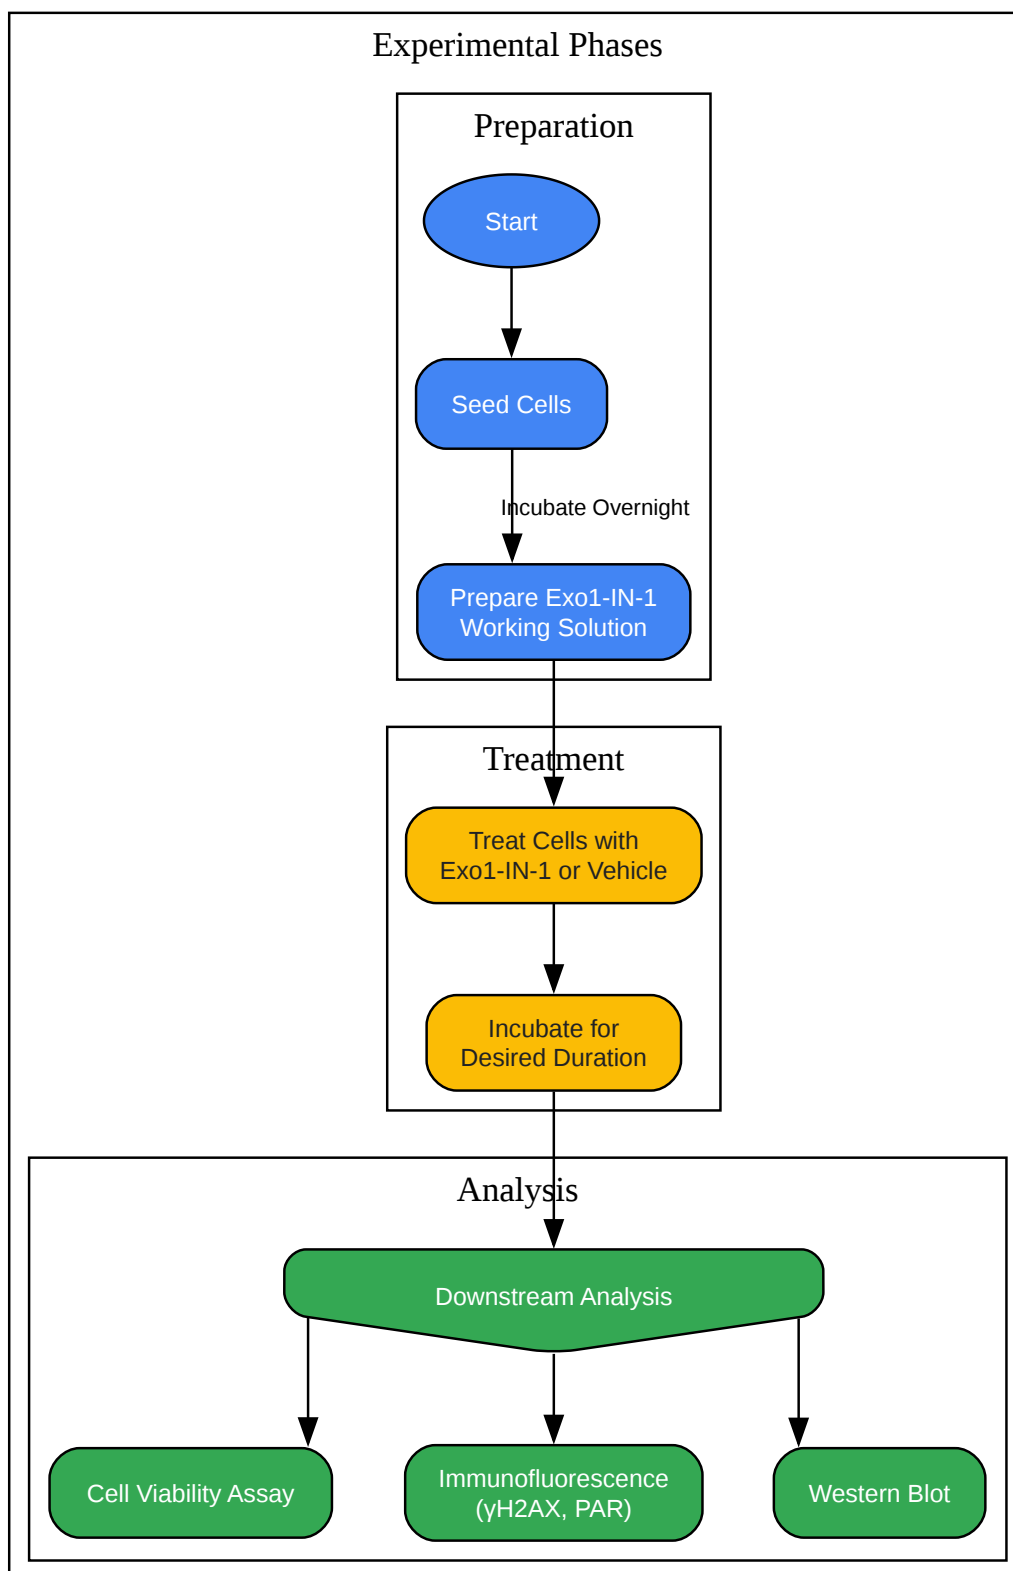 Experimental Phases
Preparation
Start
Seed Cells
Incubate Overnight
Prepare Exo1-IN-1
Working Solution
Treatment
Treat Cells with
Exo1-IN-1 or Vehicle
Incubate for
Desired Duration
Analysis
Downstream Analysis
Cell Viability Assay
Immunofluorescence
(γH2AX, PAR)
Western Blot